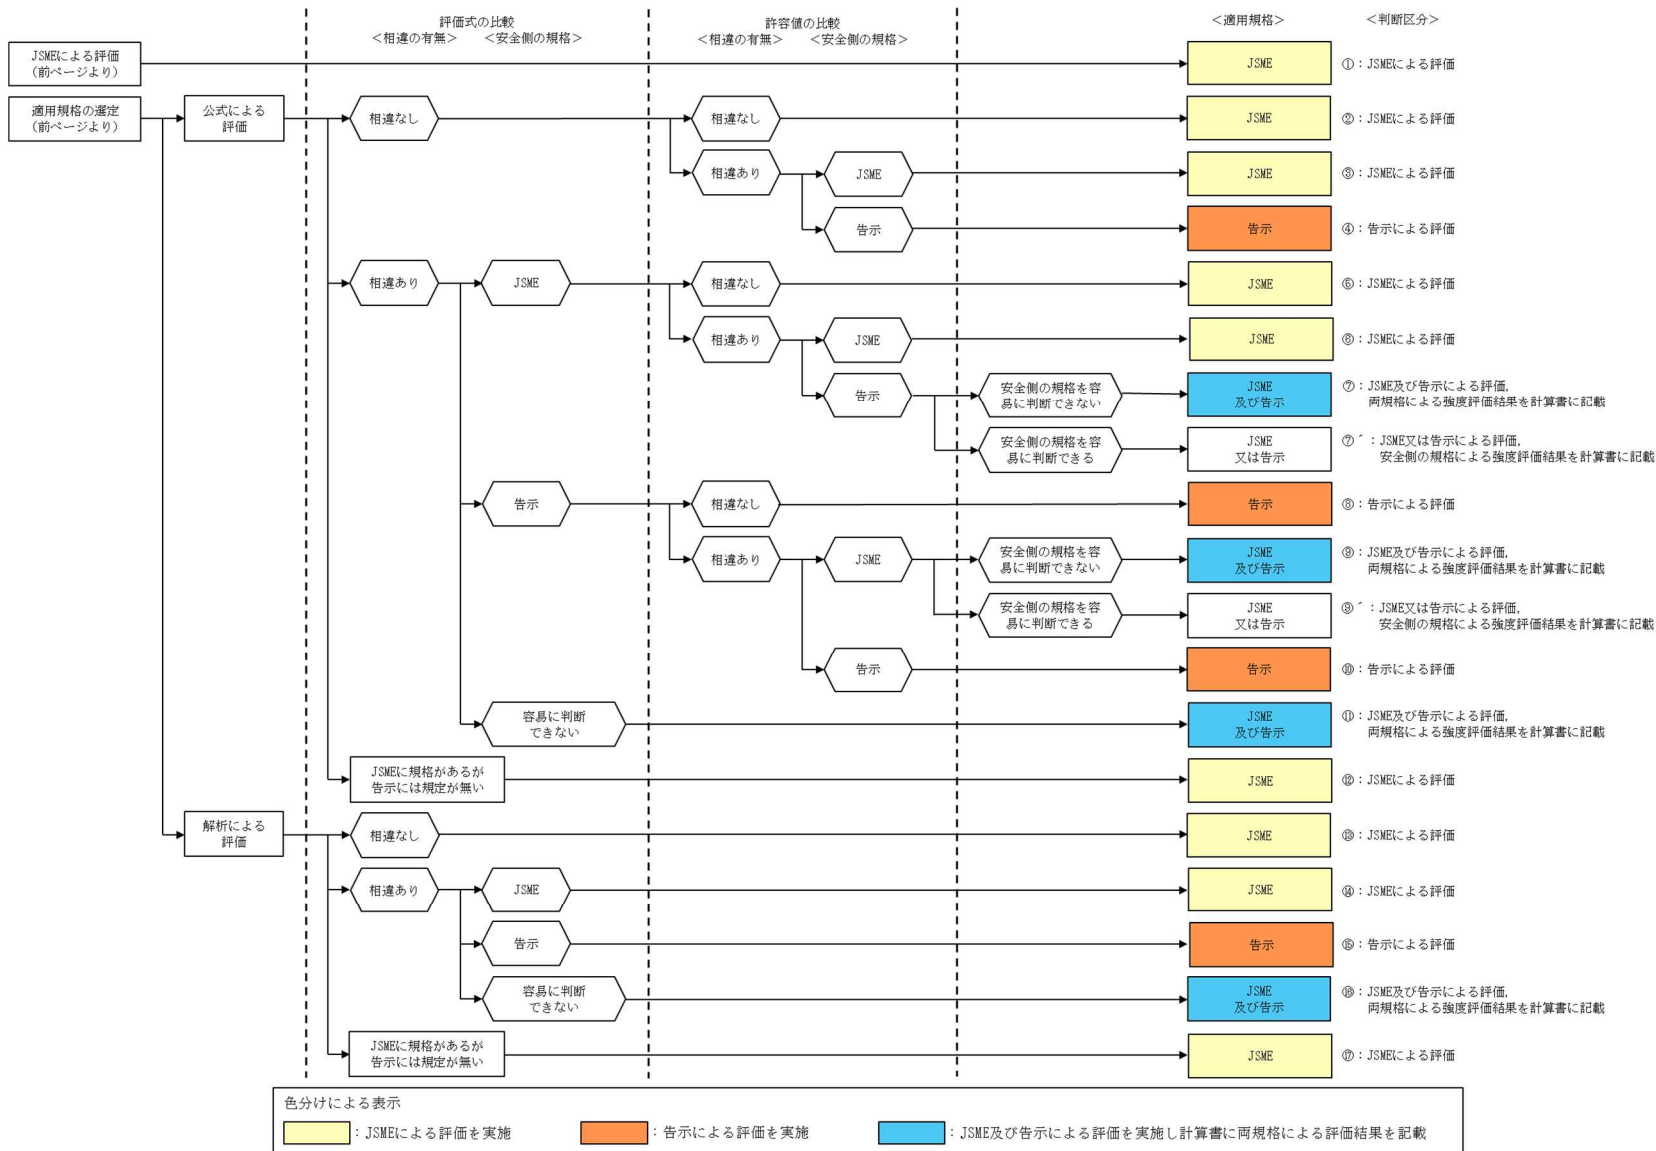 評価式の比較
＜相違の有無＞ ＜安全側の規格＞
許容値の比較
＜相違の有無＞ ＜安全側の規格＞
＜適用規格＞
＜判断区分＞
JSMEによる評価
（前ページより）
JSME
①：JSMEによる評価
適用規格の選定
（前ページより）
公式による
評価
相違なし
相違なし
JSME
②：JSMEによる評価
相違あり
JSME
JSME
③：JSMEによる評価
告示
告示
④：告示による評価
相違あり
JSME
相違なし
JSME
⑤：JSMEによる評価
相違あり
JSME
JSME
⑥：JSMEによる評価
告示
安全側の規格を容
易に判断できない
JSME
及び告示
⑦：JSME及び告示による評価，
両規格による強度評価結果を計算書に記載
安全側の規格を容
易に判断できる
JSME
又は告示
⑦´：JSME又は告示による評価，
安全側の規格による強度評価結果を計算書に記載
告示
相違なし
告示
⑧：告示による評価
相違あり
JSME
安全側の規格を容
易に判断できない
JSME
及び告示
⑨：JSME及び告示による評価，
両規格による強度評価結果を計算書に記載
安全側の規格を容
易に判断できる
JSME
又は告示
⑨´：JSME又は告示による評価，
安全側の規格による強度評価結果を計算書に記載
告示
告示
⑩：告示による評価
容易に判断
できない
JSME
及び告示
⑪：JSME及び告示による評価，
両規格による強度評価結果を計算書に記載
JSMEに規格があるが
告示には規定が無い
JSME
⑫：JSMEによる評価
解析による
評価
相違なし
JSME
⑬：JSMEによる評価
相違あり
JSME
JSME
⑭：JSMEによる評価
告示
告示
⑮：告示による評価
容易に判断
できない
JSME
及び告示
⑯：JSME及び告示による評価，
両規格による強度評価結果を計算書に記載
JSMEに規格があるが
告示には規定が無い
JSME
⑰：JSMEによる評価
色分けによる表示
：JSMEによる評価を実施
：告示による評価を実施
：JSME及び告示による評価を実施し計算書に両規格による評価結果を記載